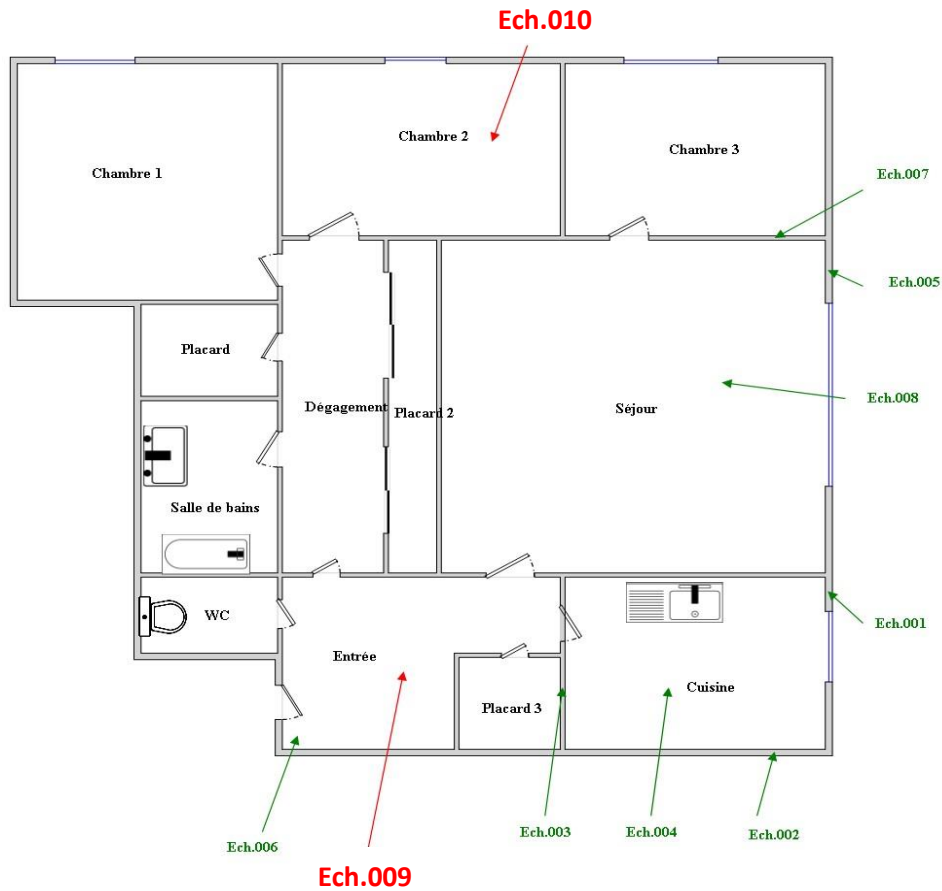 Ech.010
Chambre 2
Chambre 3
Chambre 1
Ech.007
Ech.005
Placard
Ech.008
Dégagement
Placard 2
Séjour
Salle de bains
WC
Ech.001
Entrée
Cuisine
Placard 3
Ech.003
Ech.004
Ech.002
Ech.006
Ech.009